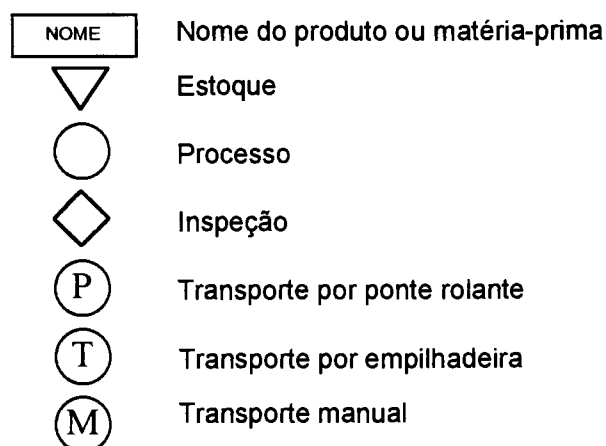 NOME Nome do produto ou matéria-prima
Estoque
Processo
Inspeção
P Transporte por ponte rolante
T Transporte por empilhadeira
M Transporte manual